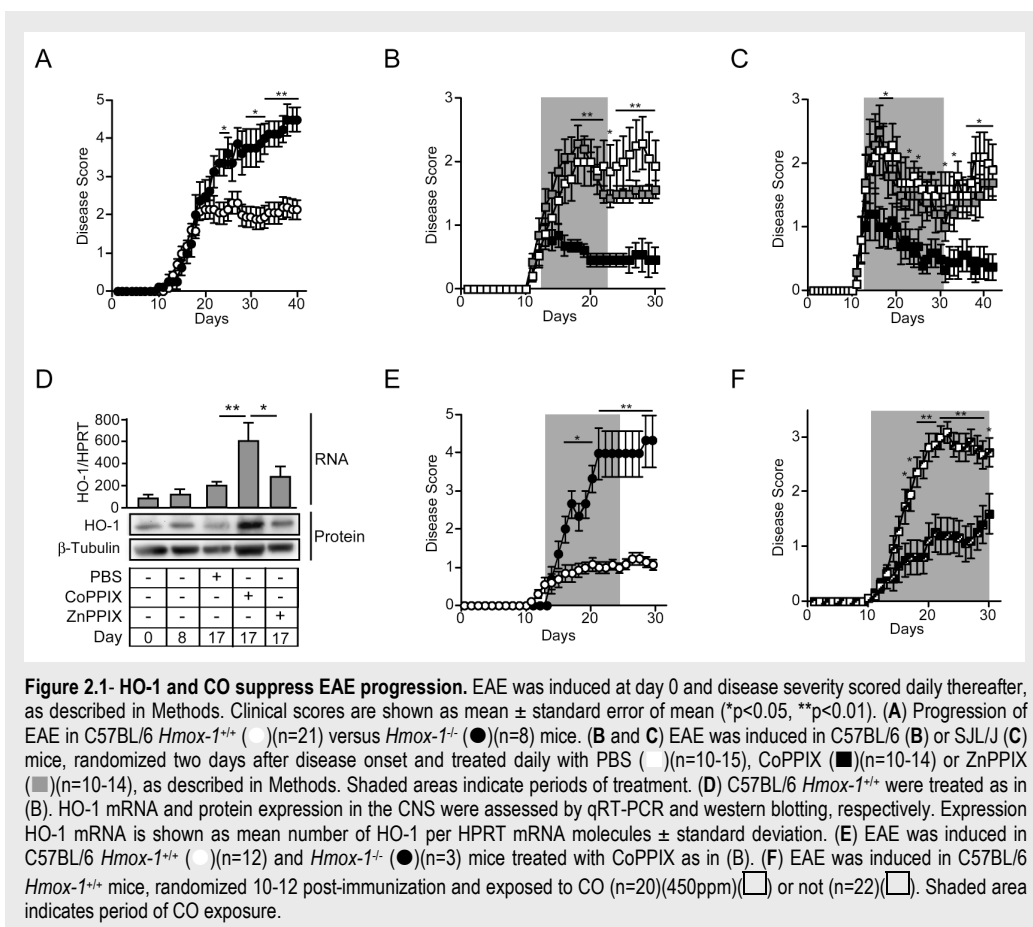 A
B
C
Disease Score
5
4
3
2
1
0
0
10
20
30
40
Days
*
*
**
Disease Score
3
2
1
0
0
10
20
30
Days
**
*
**
Disease Score
3
2
1
0
0
10
20
30
40
Days
*
*
*
*
*
*
D
E
F
HO-1/HPRT
800
600
400
200
0
**
*
RNA
HO-1
β-Tubulin
Protein
PBS - - + - -
CoPPIX - - - + -
ZnPPIX - - - - +
Day 0 8 17 17 17
Disease Score
5
4
3
2
1
0
0
10
20
30
Days
*
**
Disease Score
3
2
1
0
0
10
20
30
Days
*
*
**
**
*
Figure 2.1- HO-1 and CO suppress EAE progression. EAE was induced at day 0 and disease severity scored daily thereafter,
as described in Methods. Clinical scores are shown as mean ± standard error of mean (*p<0.05, **p<0.01). (A) Progression of
EAE in C57BL/6 Hmox-1+/+ (○)(n=21) versus Hmox-1-/- (●)(n=8) mice. (B and C) EAE was induced in C57BL/6 (B) or SJL/J (C)
mice, randomized two days after disease onset and treated daily with PBS (□)(n=10-15), CoPPIX (■)(n=10-14) or ZnPPIX
(■)(n=10-14), as described in Methods. Shaded areas indicate periods of treatment. (D) C57BL/6 Hmox-1+/+ were treated as in
(B). HO-1 mRNA and protein expression in the CNS were assessed by qRT-PCR and western blotting, respectively. Expression
HO-1 mRNA is shown as mean number of HO-1 per HPRT mRNA molecules ± standard deviation. (E) EAE was induced in
C57BL/6 Hmox-1+/+ (○)(n=12) and Hmox-1-/- (●)(n=3) mice treated with CoPPIX as in (B). (F) EAE was induced in C57BL/6
Hmox-1+/+ mice, randomized 10-12 post-immunization and exposed to CO (n=20)(450ppm)(□) or not (n=22)(□). Shaded area
indicates period of CO exposure.